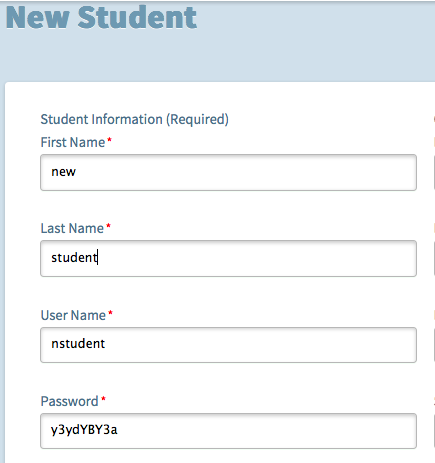 New Student
Student Information (Required)
First Name*
new
Last Name*
student
User Name*
nstudent
Password*
y3ydYBY3a